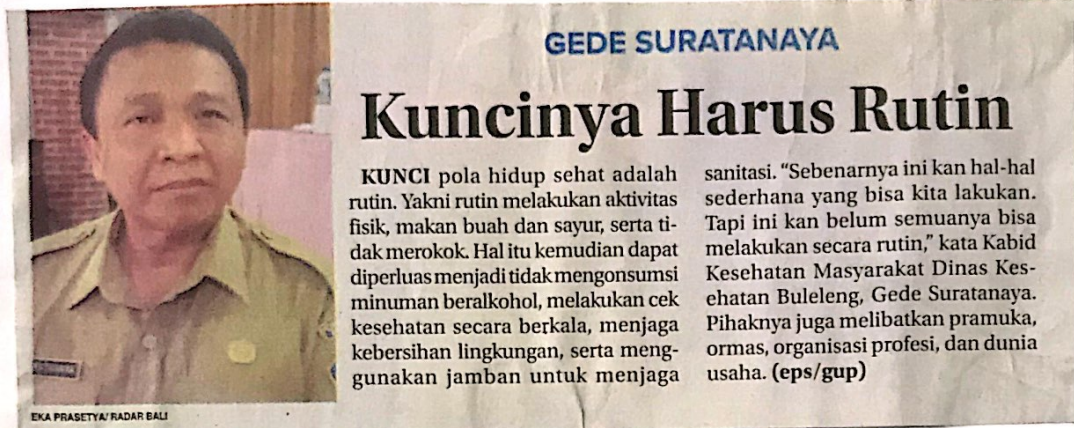 GEDE SURATANAYA
Kuncinya Harus Rutin
KUNCI pola hidup sehat adalah
rutin. Yakni rutin melakukan aktivitas
fisik, makan buah dan sayur, serta ti-
dak merokok. Hal itu kemudian dapat
diperluas menjadi tidak mengonsumsi
minuman beralkohol, melakukan cek
kesehatan secara berkala, menjaga
kebersihan lingkungan, serta meng-
gunakan jamban untuk menjaga
sanitasi. “Sebenarnya ini kan hal-hal
sederhana yang bisa kita lakukan.
Tapi ini kan belum semuanya bisa
melakukan secara rutin,” kata Kabid
Kesehatan Masyarakat Dinas Kes-
ehatan Buleleng, Gede Suratanaya.
Pihaknya juga melibatkan pramuka,
ormas, organisasi profesi, dan dunia
usaha. (eps/gup)
EKA PRASETYA/ RADAR BALI